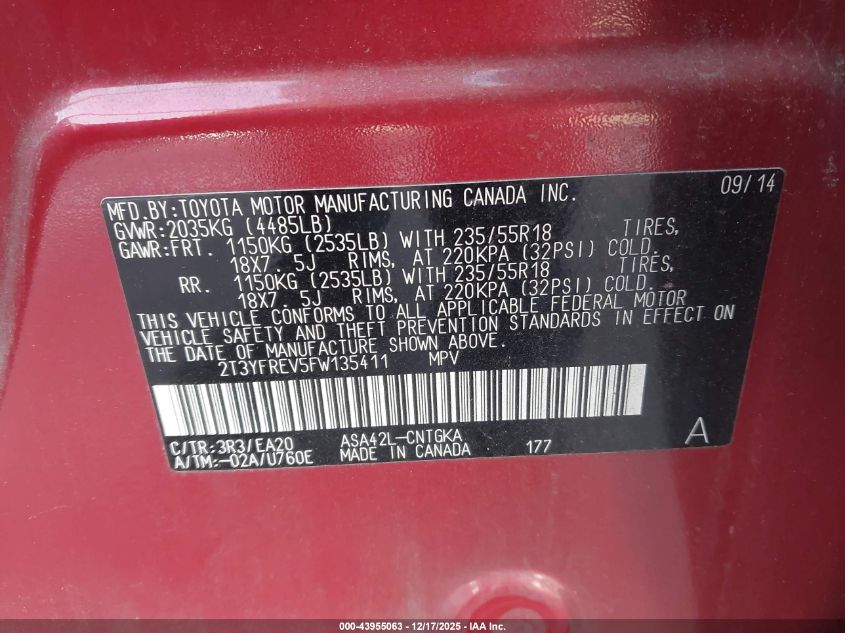 MFD.BY:TOYOTA MOTOR MANUFACTURING CANADA INC. 09/14
GVWR:2035KG (4485LB)
GAWR:FRT. 1150KG (2535LB) WITH 235/55R18 TIRES,
18X7.5J RIMS, AT 220KPA (32PSI) COLD.
RR. 1150KG (2535LB) WITH 235/55R18 TIRES,
18X7.5J RIMS, AT 220KPA (32PSI) COLD.
THIS VEHICLE CONFORMS TO ALL APPLICABLE FEDERAL MOTOR
VEHICLE SAFETY AND THEFT PREVENTION STANDARDS IN EFFECT ON
THE DATE OF MANUFACTURE SHOWN ABOVE.
2T3YFREV5FW135411 MPV
C/TR:3R3/EA20 ASA42L-CNTGKA A
A/TM:-02A/U760E MADE IN CANADA 177
000-43955063 - 12/17/2025 - IAA, Inc.